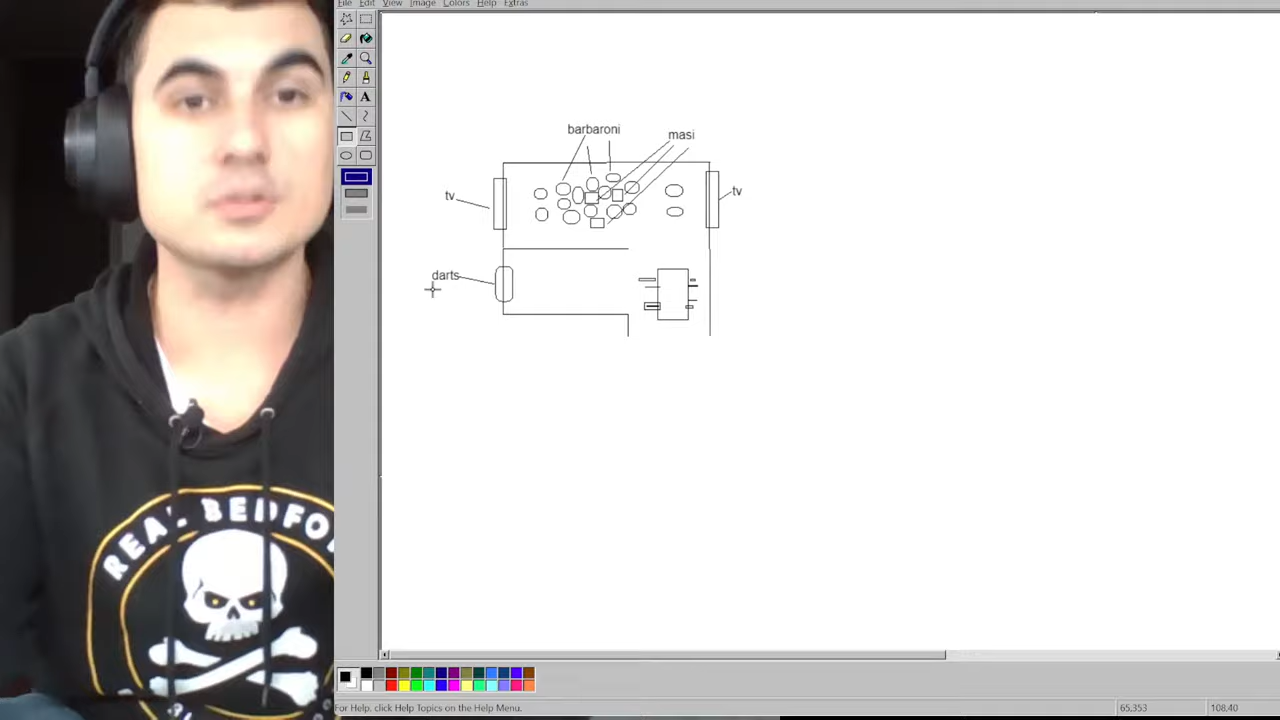 File Edit View Image Colors Help Extras
barbaroni
masi
tv
tv
darts
REAL BEDFO
For Help, click Help Topics on the Help Menu.
65,353
108,40